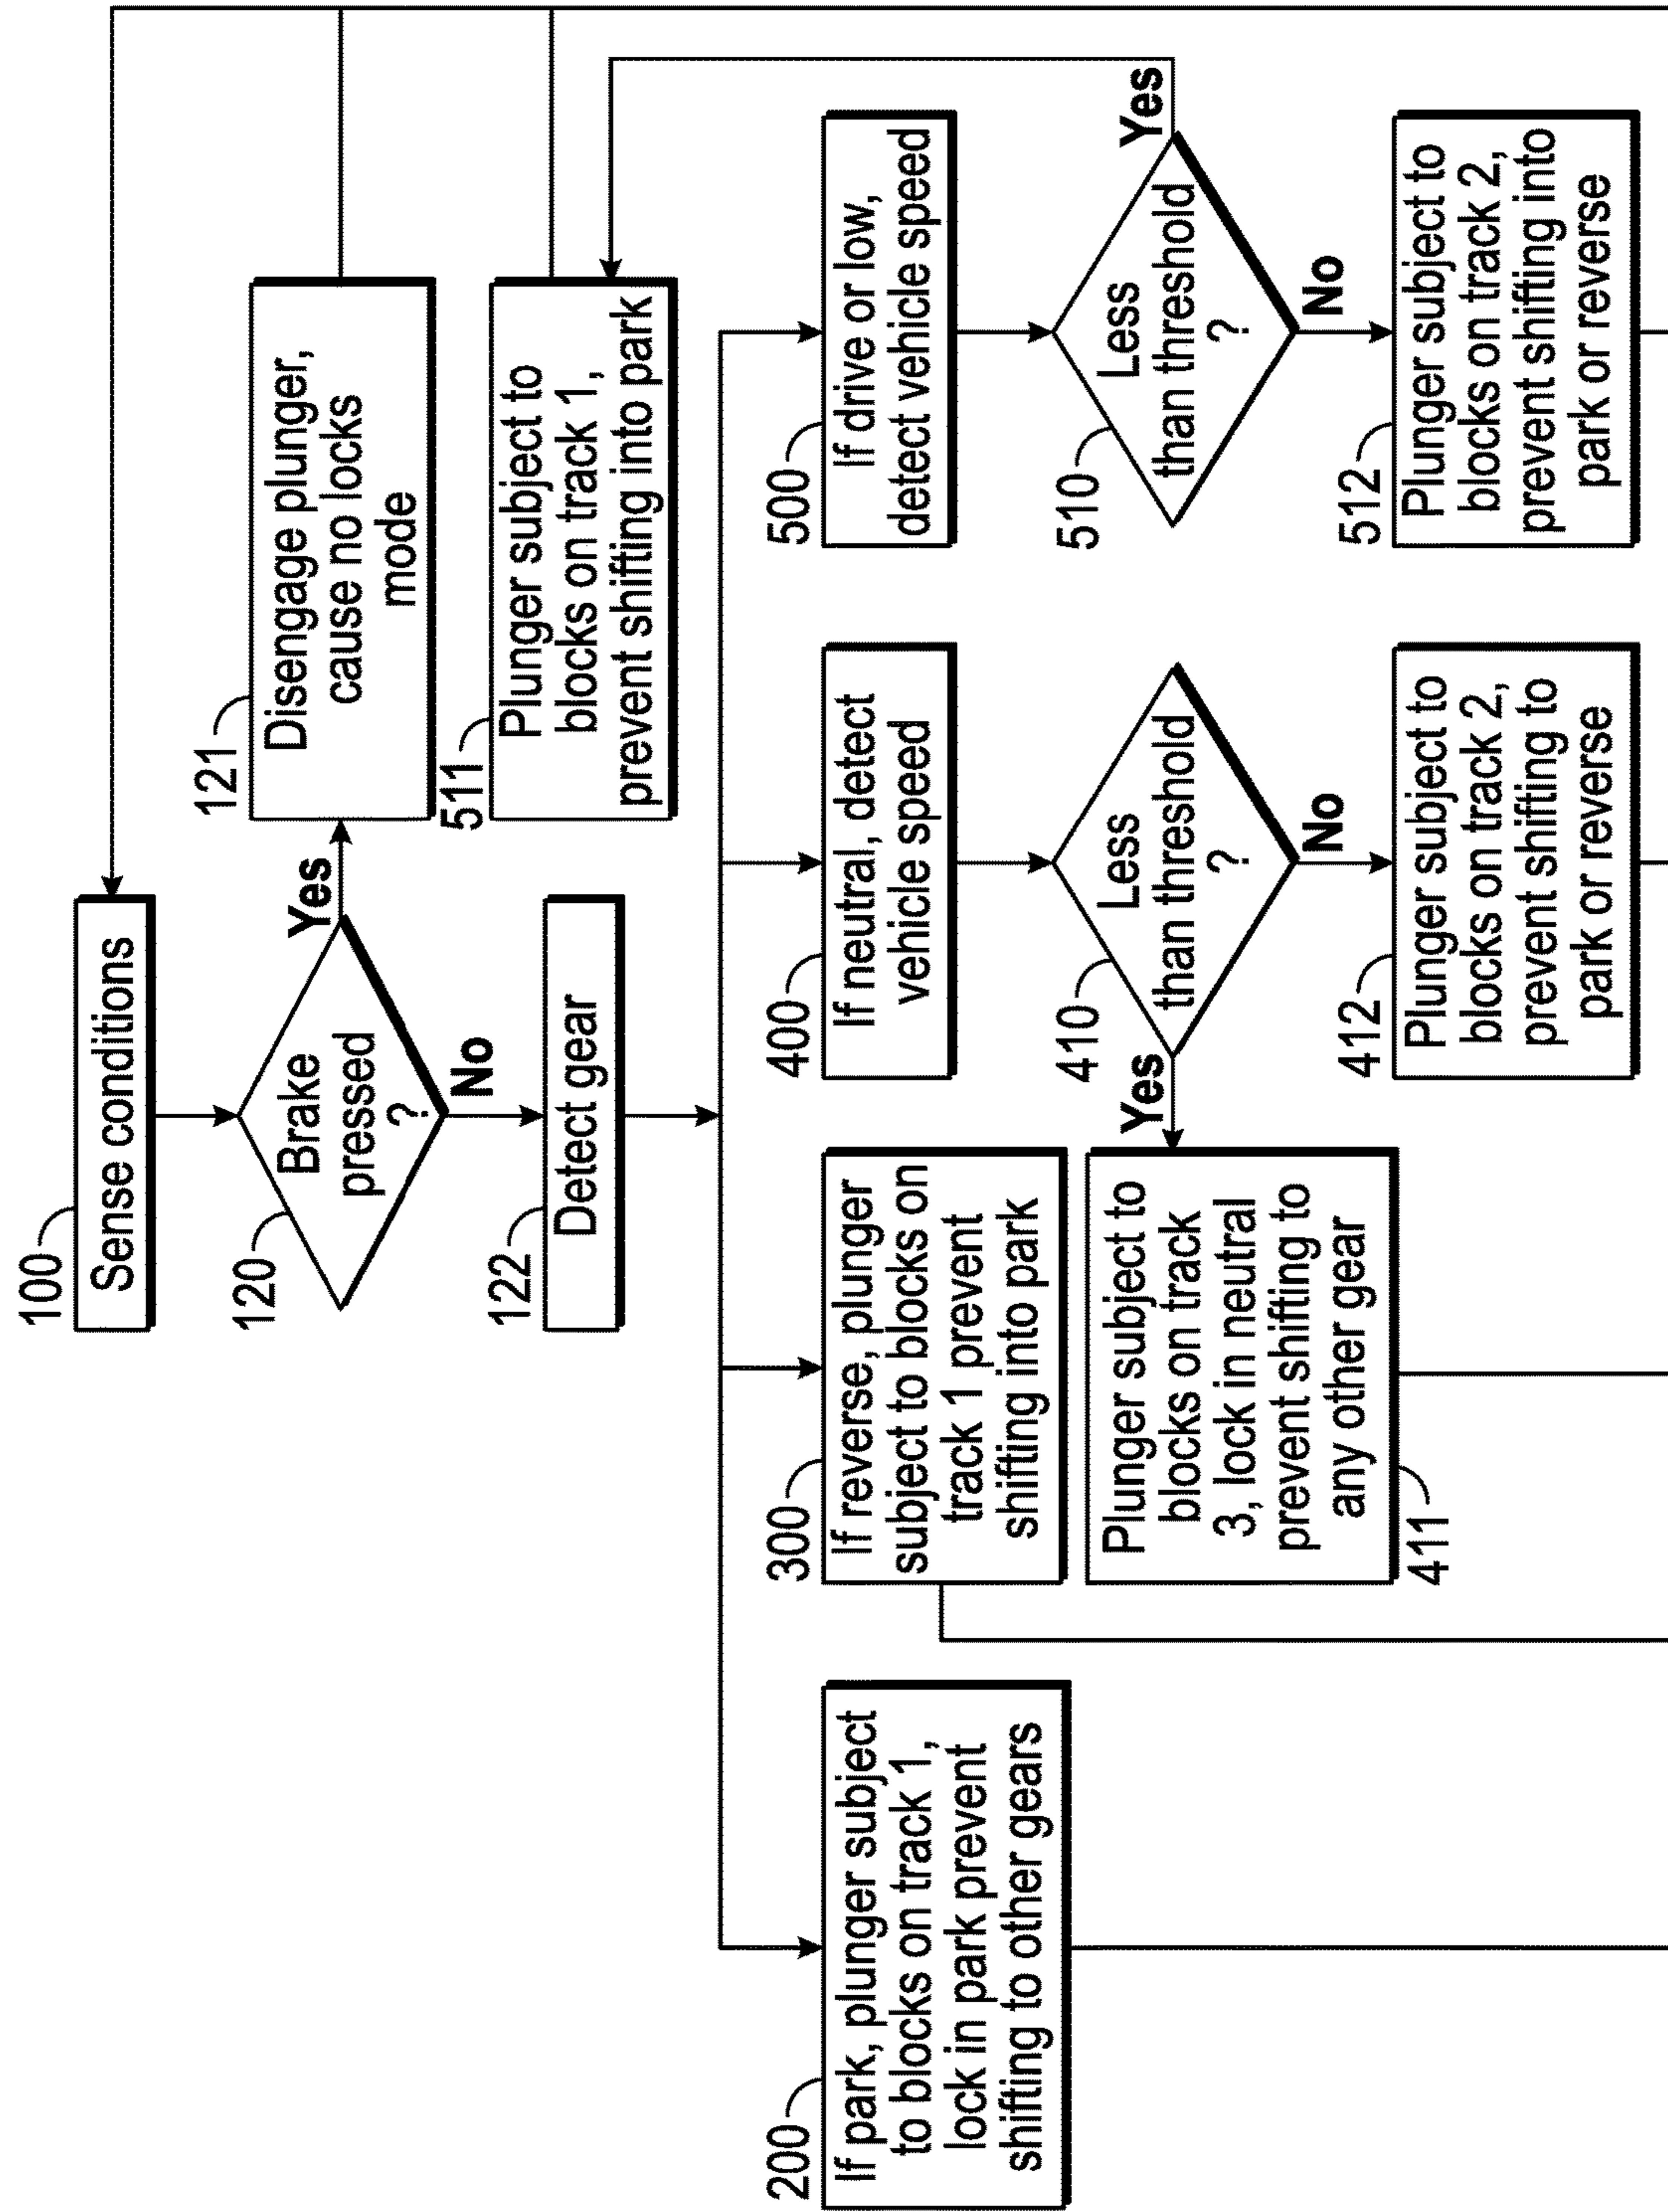 100
Sense conditions
120
Brake
pressed
?
Yes
No
121
Disengage plunger,
cause no locks
mode
122
Detect gear
511
Plunger subject to
blocks on track 1,
prevent shifting into park
200
If park, plunger subject
to blocks on track 1,
lock in park prevent
shifting to other gears
300
If reverse, plunger
subject to blocks on
track 1 prevent
shifting into park
400
If neutral, detect
vehicle speed
500
If drive or low,
detect vehicle speed
410
Less
than threshold
?
Yes
No
510
Less
than threshold
?
Yes
No
Plunger subject to
blocks on track
3, lock in neutral
prevent shifting to
any other gear
411
412
Plunger subject to
blocks on track 2,
prevent shifting to
park or reverse
512
Plunger subject to
blocks on track 2,
prevent shifting into
park or reverse